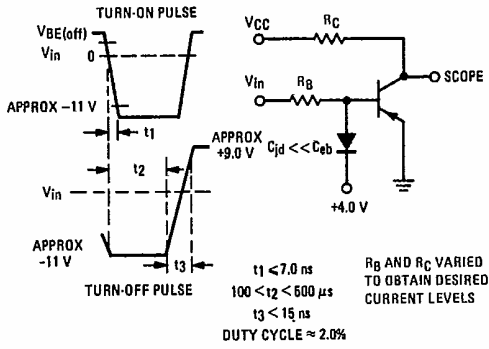 TURN-ON PULSE
VBE(off)
Vin 0
APPROX −11 V
t1
t2
APPROX
+9.0 V
Vin
APPROX
-11 V
t3
TURN-OFF PULSE
VCC
RC
SCOPE
Vin
RB
Cjd << Ceb
+4.0 V
t1 ≤ 7.0 ns
100 < t2 < 500 µs
t3 < 15 ns
DUTY CYCLE ≈ 2.0%
RB AND RC VARIED
TO OBTAIN DESIRED
CURRENT LEVELS